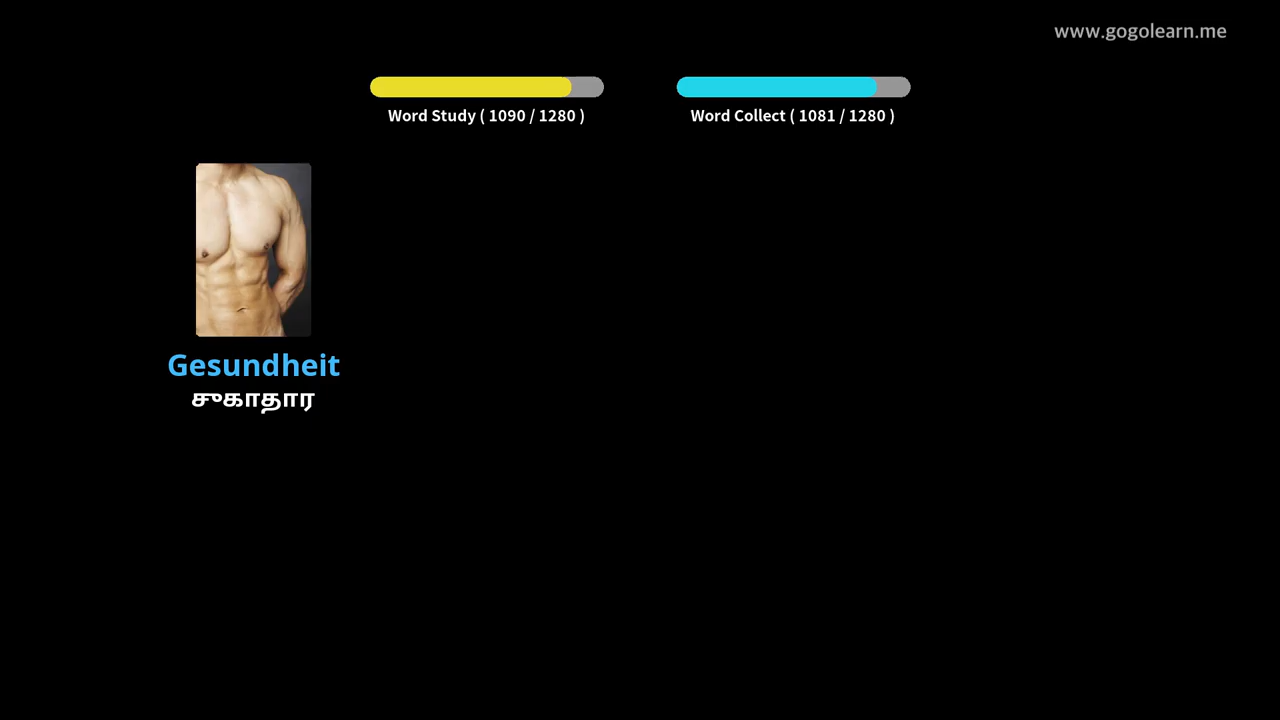 www.gogolearn.me
Word Study ( 1090 / 1280 )
Word Collect ( 1081 / 1280 )
Gesundheit
சுகாதார